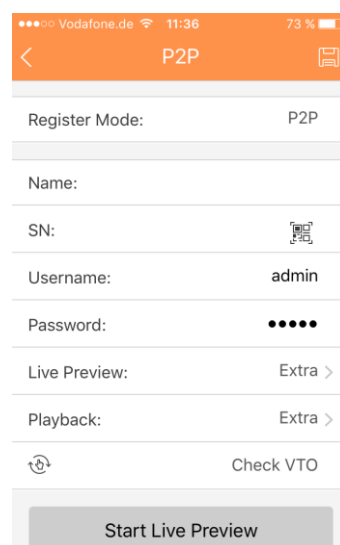 Vodafone.de 11:36 73 %
P2P
Register Mode: P2P
Name:
SN:
Username: admin
Password: •••••
Live Preview: Extra
Playback: Extra
Check VTO
Start Live Preview